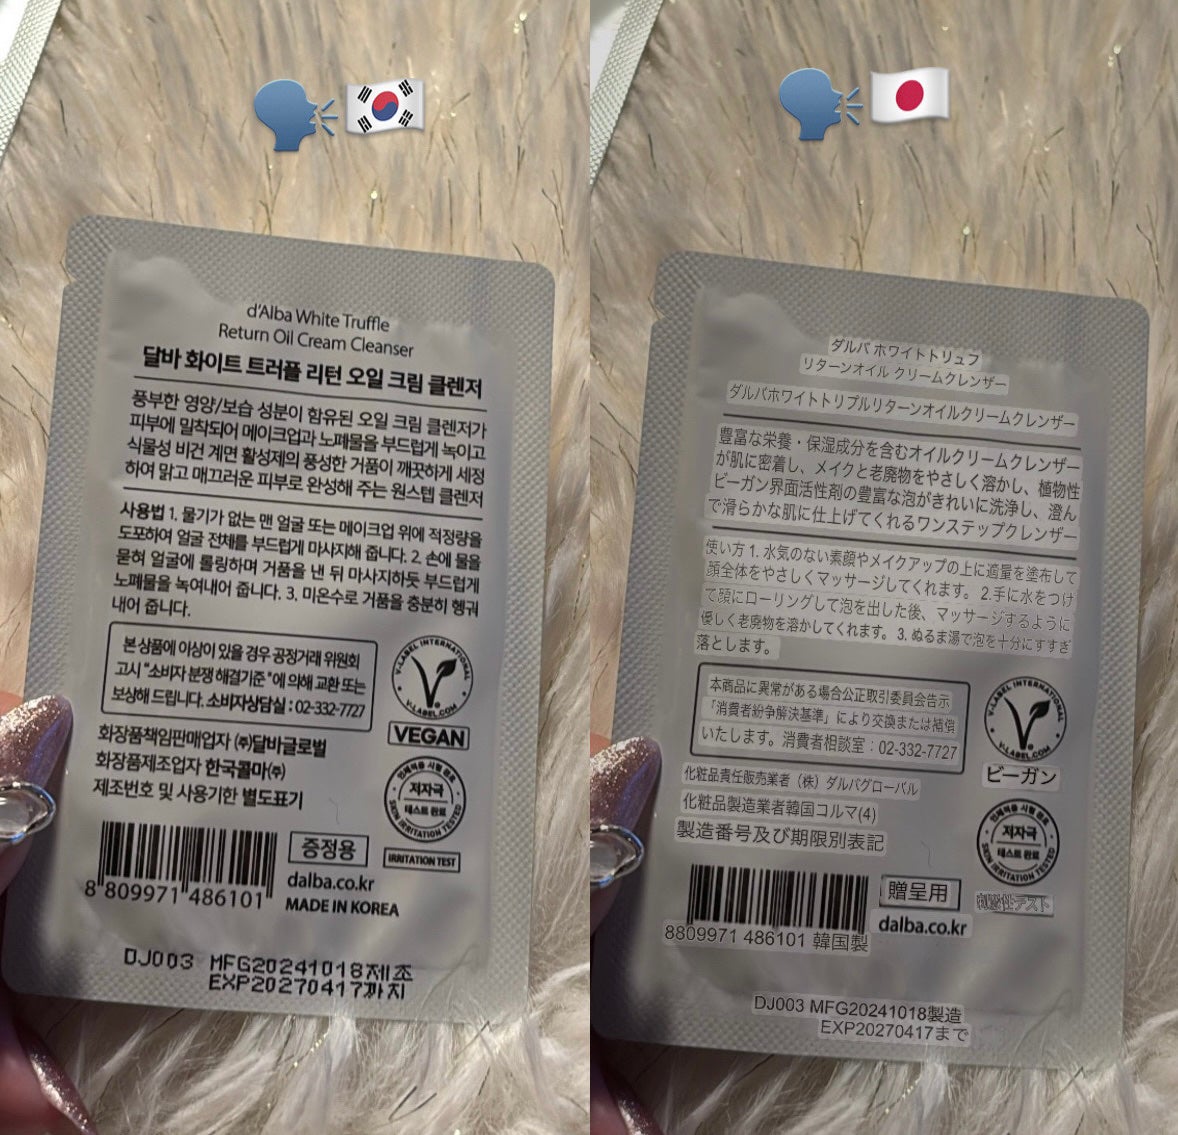 d'Alba White Truffle
Return Oil Cream Cleanser
달바 화이트 트러플 리턴 오일 크림 클렌저
풍부한 영양/보습 성분이 함유된 오일 크림 클렌저가
피부에 밀착되어 메이크업과 노폐물을 부드럽게 녹이고
식물성 비건 계면 활성제의 풍성한 거품이 깨끗하게 세정
하여 맑고 매끄러운 피부로 완성해 주는 원스텝 클렌저
사용법 1. 물기가 없는 맨 얼굴 또는 메이크업 위에 적정량을
도포하여 얼굴 전체를 부드럽게 마사지해 줍니다. 2. 손에 물을
묻혀 얼굴에 롤링하며 거품을 낸 뒤 마사지하듯 부드럽게
노폐물을 녹여내어 줍니다. 3. 미온수로 거품을 충분히 헹궈
내어 줍니다.
본상품에 이상이 있을 경우 공정거래 위원회
고시 "소비자 분쟁 해결기준"에 의해 교환 또는
보상해 드립니다. 소비자상담실 : 02-332-7727
V-LABEL INTERNATIONAL
V-LABEL.COM
VEGAN
화장품책임판매업자 ㈜달바글로벌
화장품제조업자 한국콜마㈜
제조번호 및 사용기한 별도표기
인체적용 시험 완료
저자극
테스트 완료
SKIN IRRITATION TESTED
IRRITATION TEST
8 809971 486101
증정용
dalba.co.kr
MADE IN KOREA
DJ003 MFG20241018제조
EXP20270417까지
ダルバ ホワイトトリュフ
リターンオイル クリームクレンザー
ダルバホワイトトリプルリターンオイルクリームクレンザー
豊富な栄養・保湿成分を含むオイルクリームクレンザー
が肌に密着し、メイクと老廃物をやさしく溶かし、植物性
ビーガン界面活性剤の豊富な泡がきれいに洗浄し、澄ん
で滑らかな肌に仕上げてくれるワンステップクレンザー
使い方 1. 水気のない素顔やメイクアップの上に適量を塗布して
顔全体をやさしくマッサージしてくれます。 2.手に水をつけ
て顔にローリングして泡を出した後、マッサージするように
優しく老廃物を溶かしてくれます。 3. ぬるま湯で泡を十分にすすぎ
落とします。
本商品に異常がある場合公正取引委員会告示
「消費者紛争解決基準」により交換または補償
いたします。消費者相談室：02-332-7727
V-LABEL INTERNATIONAL
V-LABEL.COM
ビーガン
化粧品責任販売業者（株）ダルバグローバル
化粧品製造業者韓国コルマ(4)
製造番号及び期限別表記
인체적용 시험 완료
저자극
테스트 완료
SKIN IRRITATION TESTED
刺激性テスト
贈呈用
dalba.co.kr
8809971 486101 韓国製
DJ003 MFG20241018製造
EXP20270417まで